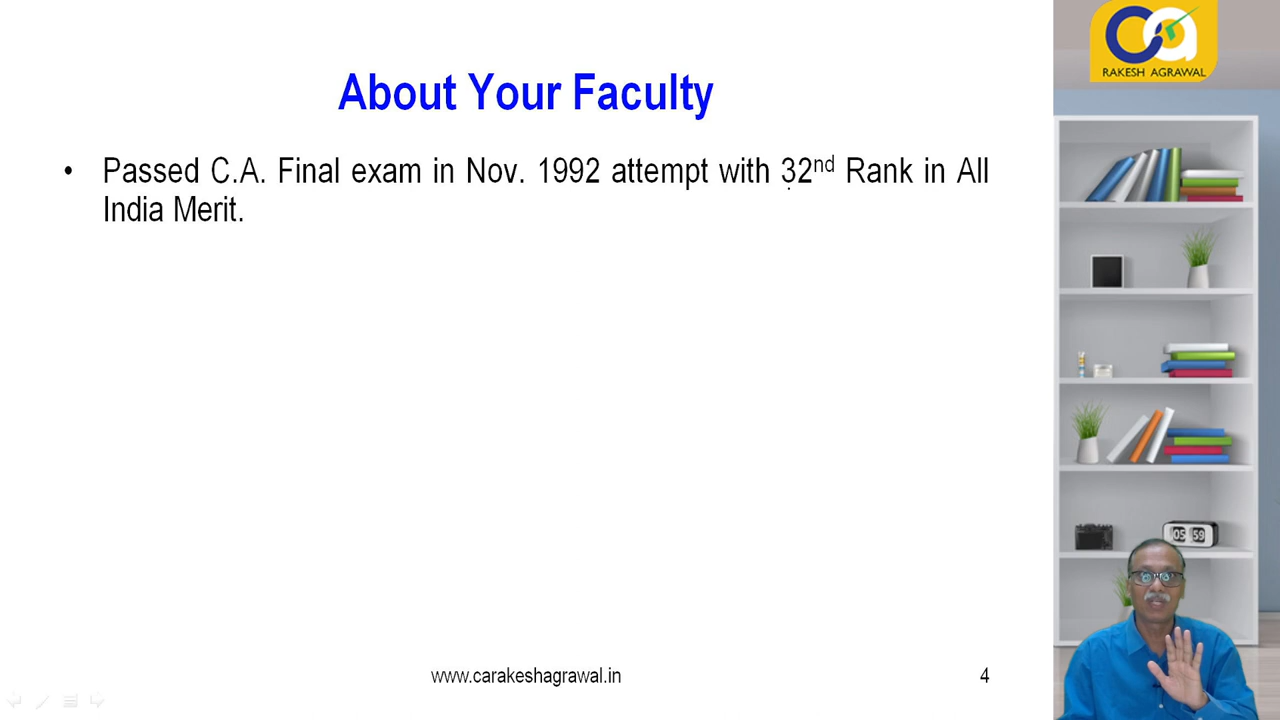 About Your Faculty
• Passed C.A. Final exam in Nov. 1992 attempt with 32nd Rank in All
India Merit.
www.carakeshagrawal.in
4
ca
RAKESH AGRAWAL
05 59